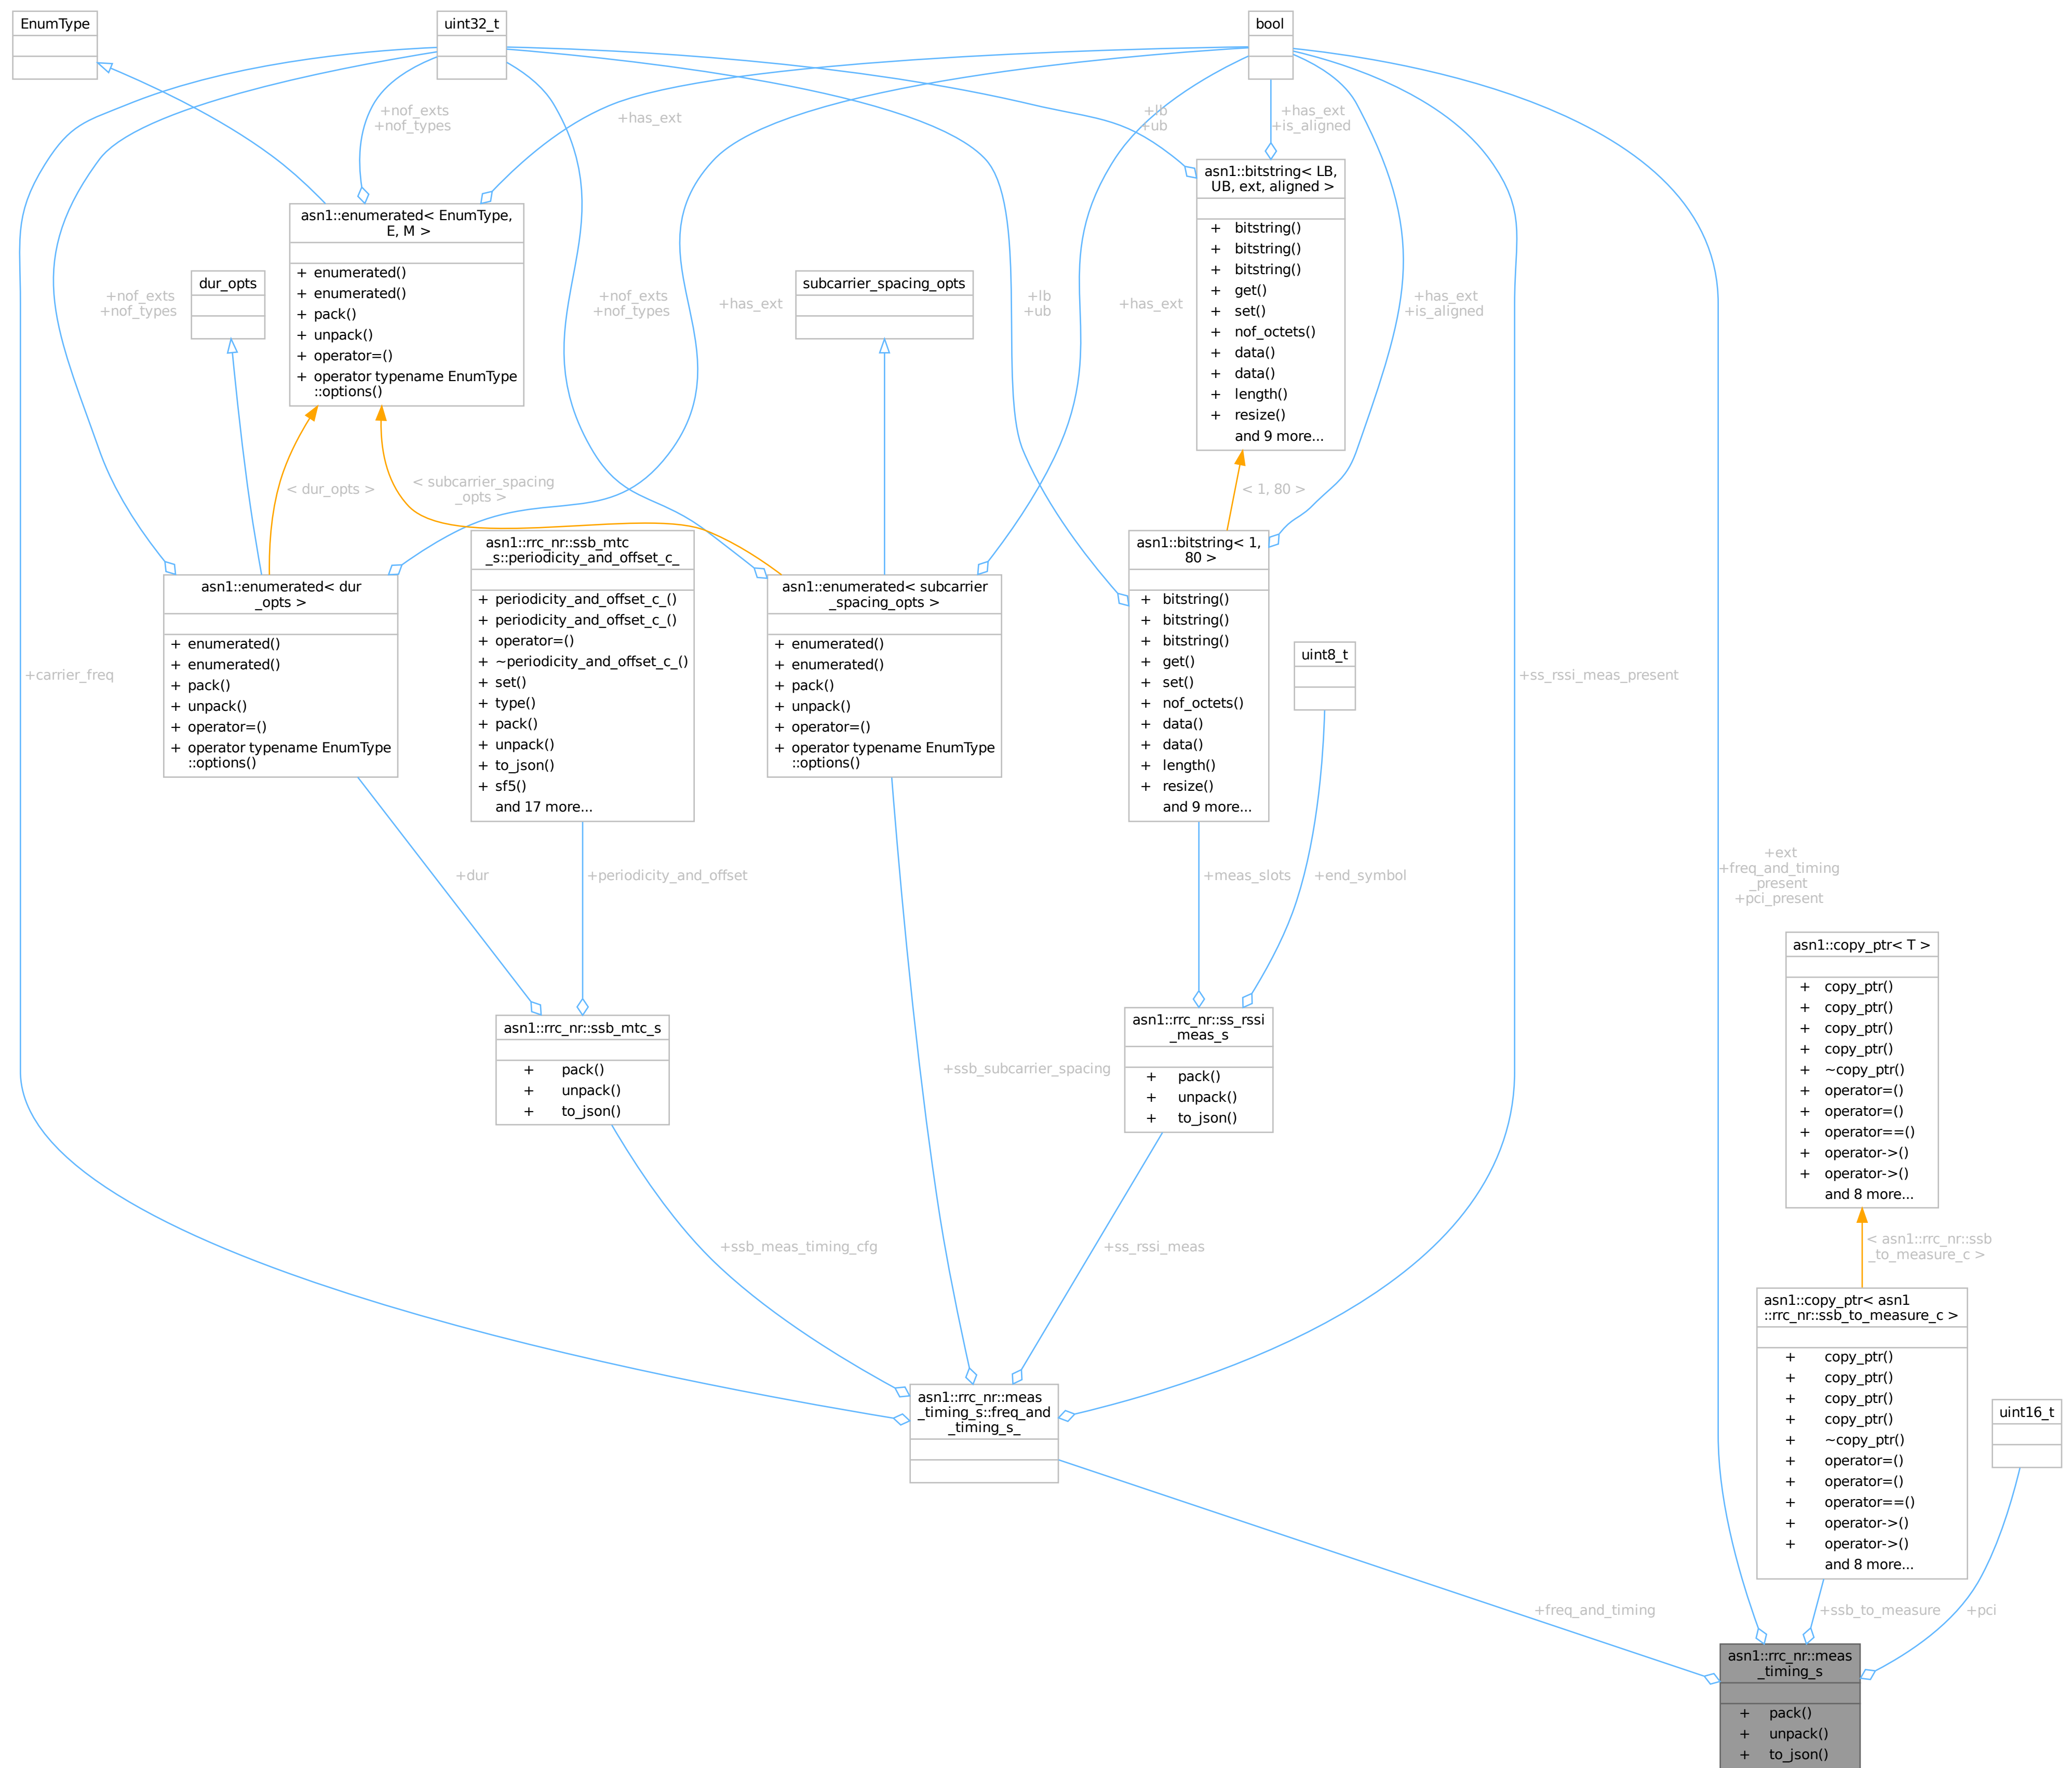 EnumType
uint32_t
bool
+nof_exts
+nof_types
+has_ext
+lb
+ub
+has_ext
+is_aligned
asn1::bitstring< LB,
UB, ext, aligned >
+ bitstring()
+ bitstring()
+ bitstring()
+ get()
+ set()
+ nof_octets()
+ data()
+ data()
+ length()
+ resize()
and 9 more...
asn1::enumerated< EnumType,
E, M >
+ enumerated()
+ enumerated()
+ pack()
+ unpack()
+ operator=()
+ operator typename EnumType
::options()
dur_opts
subcarrier_spacing_opts
+nof_exts
+nof_types
+nof_exts
+nof_types
+has_ext
+lb
+ub
+has_ext
+has_ext
+is_aligned
< dur_opts >
< subcarrier_spacing
_opts >
< 1, 80 >
asn1::enumerated< dur
_opts >
+ enumerated()
+ enumerated()
+ pack()
+ unpack()
+ operator=()
+ operator typename EnumType
::options()
asn1::rrc_nr::ssb_mtc
_s::periodicity_and_offset_c_
+ periodicity_and_offset_c_()
+ periodicity_and_offset_c_()
+ operator=()
+ ~periodicity_and_offset_c_()
+ set()
+ type()
+ pack()
+ unpack()
+ to_json()
+ sf5()
and 17 more...
asn1::enumerated< subcarrier
_spacing_opts >
+ enumerated()
+ enumerated()
+ pack()
+ unpack()
+ operator=()
+ operator typename EnumType
::options()
asn1::bitstring< 1,
80 >
+ bitstring()
+ bitstring()
+ bitstring()
+ get()
+ set()
+ nof_octets()
+ data()
+ data()
+ length()
+ resize()
and 9 more...
uint8_t
+carrier_freq
+ss_rssi_meas_present
+dur
+periodicity_and_offset
+meas_slots
+end_symbol
+ext
+freq_and_timing
_present
+pci_present
asn1::copy_ptr< T >
+ copy_ptr()
+ copy_ptr()
+ copy_ptr()
+ copy_ptr()
+ ~copy_ptr()
+ operator=()
+ operator=()
+ operator==()
+ operator->()
+ operator->()
and 8 more...
asn1::rrc_nr::ssb_mtc_s
+ pack()
+ unpack()
+ to_json()
+ssb_subcarrier_spacing
asn1::rrc_nr::ss_rssi
_meas_s
+ pack()
+ unpack()
+ to_json()
+ssb_meas_timing_cfg
+ss_rssi_meas
< asn1::rrc_nr::ssb
_to_measure_c >
asn1::copy_ptr< asn1
::rrc_nr::ssb_to_measure_c >
+ copy_ptr()
+ copy_ptr()
+ copy_ptr()
+ copy_ptr()
+ ~copy_ptr()
+ operator=()
+ operator=()
+ operator==()
+ operator->()
+ operator->()
and 8 more...
uint16_t
asn1::rrc_nr::meas
_timing_s::freq_and
_timing_s_
+freq_and_timing
+ssb_to_measure
+pci
asn1::rrc_nr::meas
_timing_s
+ pack()
+ unpack()
+ to_json()